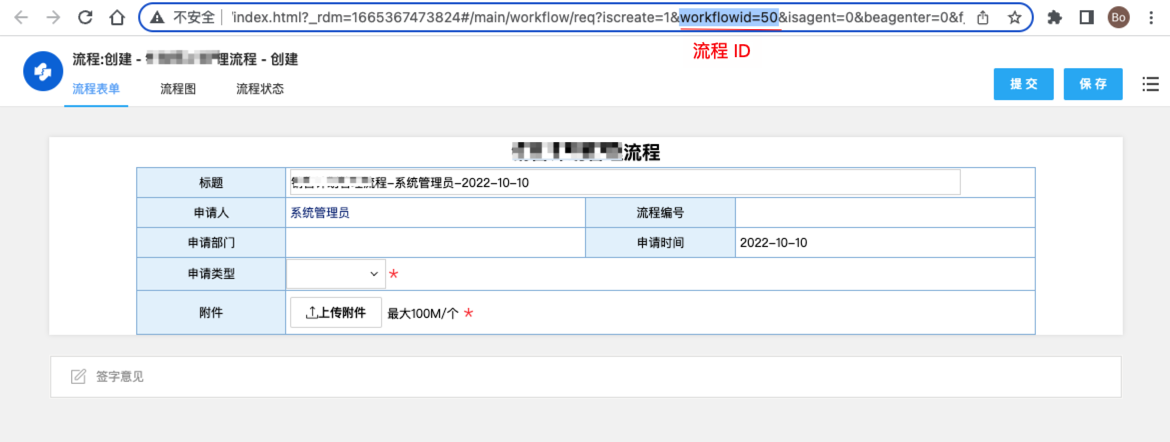 不安全 /index.html?_rdm=1665367473824#/main/workflow/req?iscreate=1&workflowid=50&isagent=0&beagenter=0&f
Bo
流程 ID
流程:创建 - 理流程 - 创建
流程表单 流程图 流程状态
提 交 保 存
流程
标题 流程-系统管理员-2022-10-10
申请人 系统管理员 流程编号
申请部门 申请时间 2022-10-10
申请类型 *
附件 上传附件 最大100M/个 *
签字意见